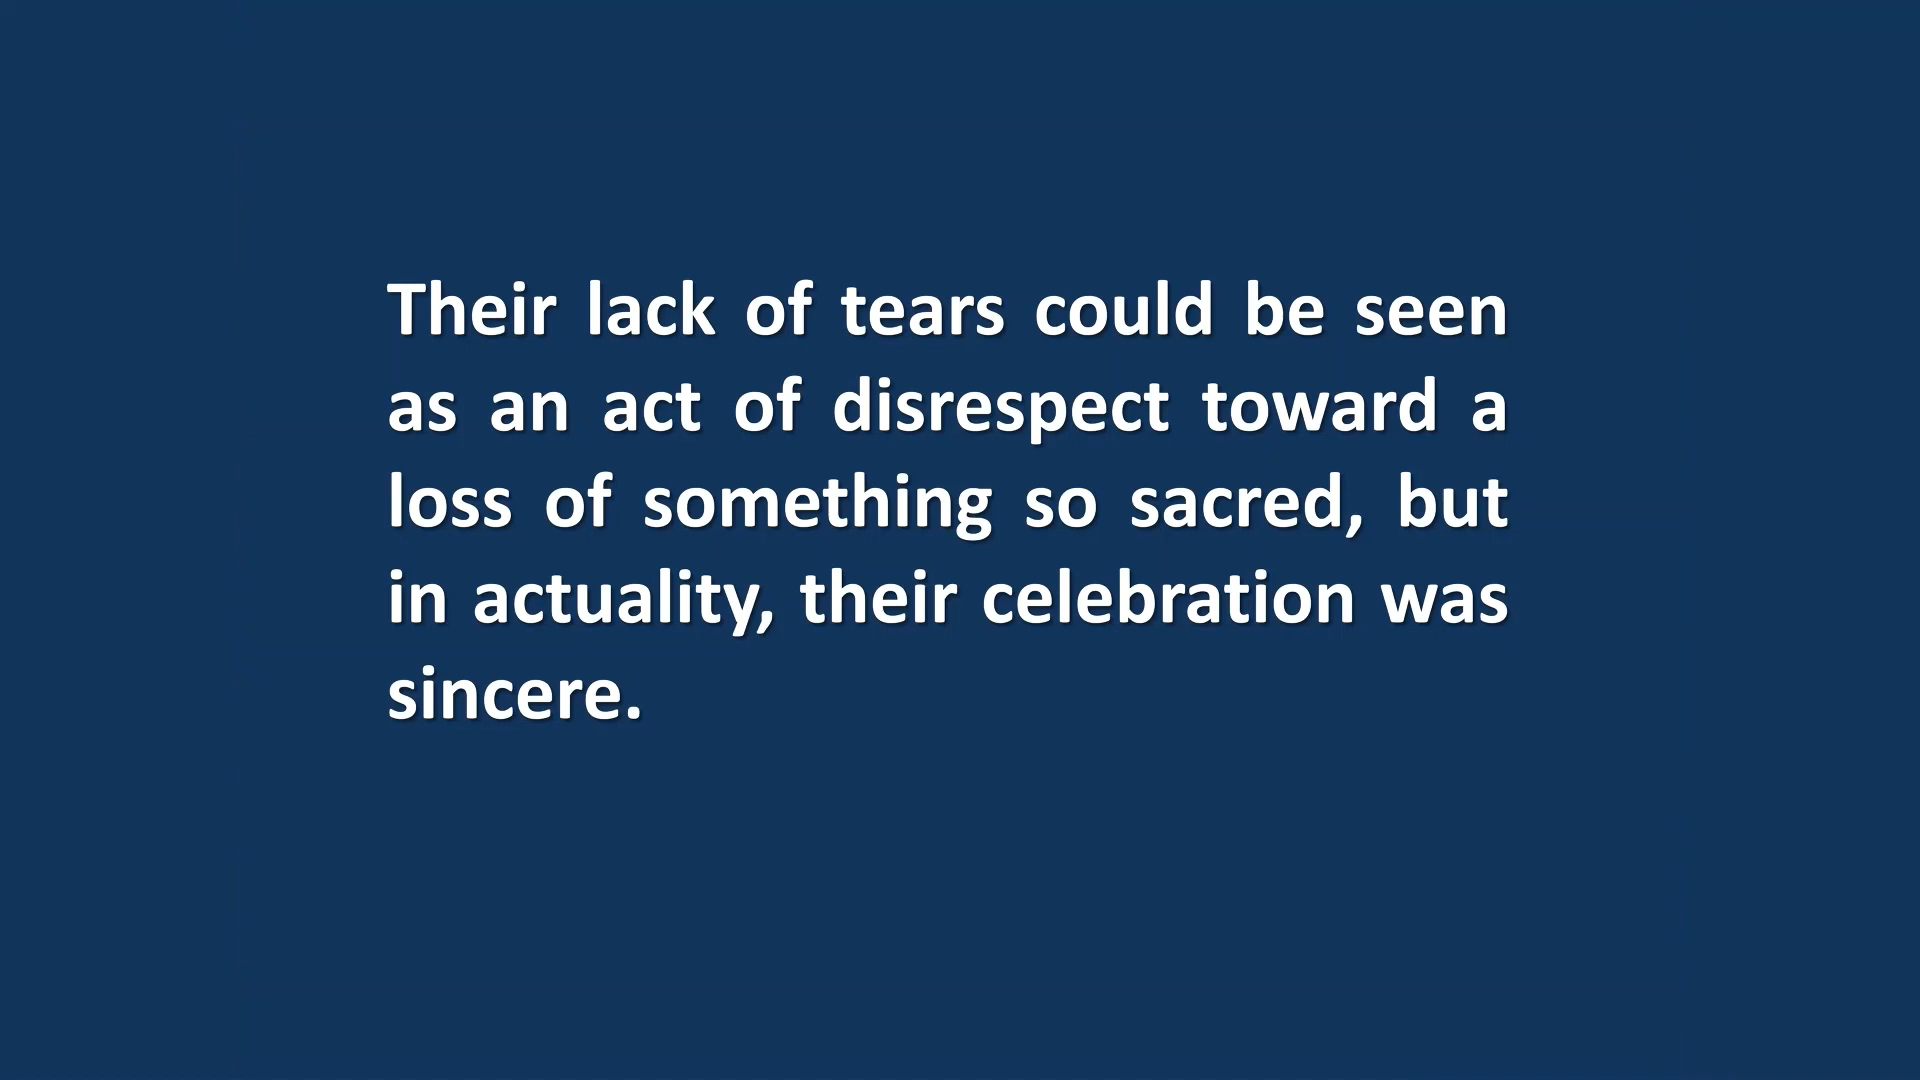 Their lack of tears could be seen
as an act of disrespect toward a
loss of something so sacred, but
in actuality, their celebration was
sincere.